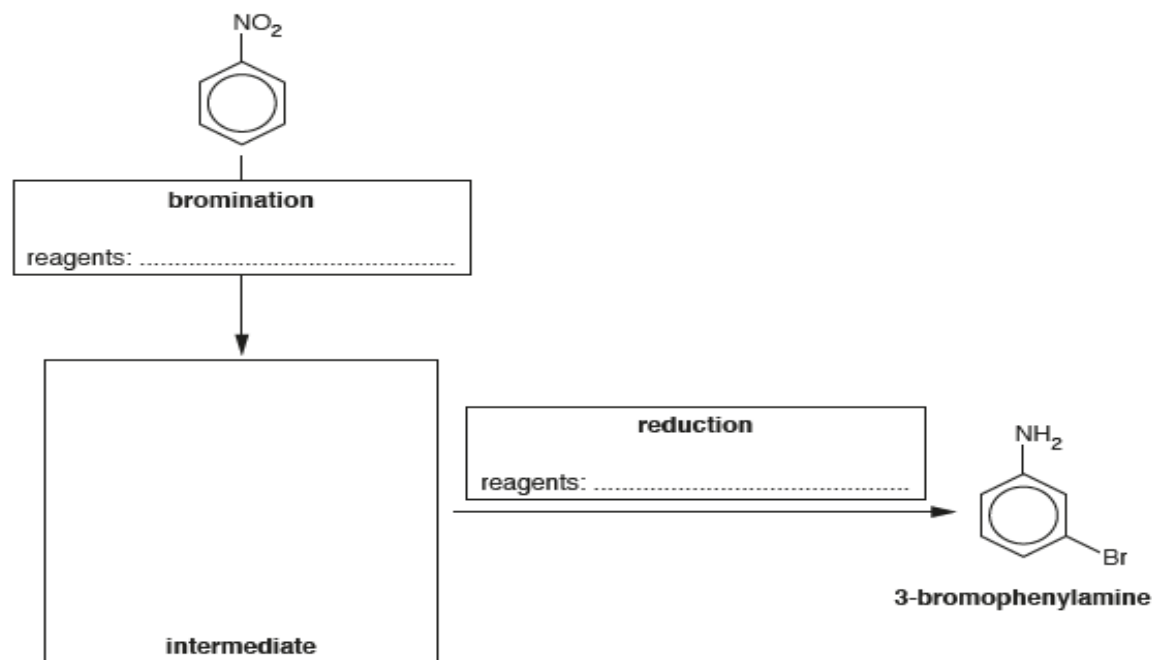 NO2
bromination
reagents: ..................................................
intermediate
reduction
reagents: ..................................................
NH2
Br
3-bromophenylamine